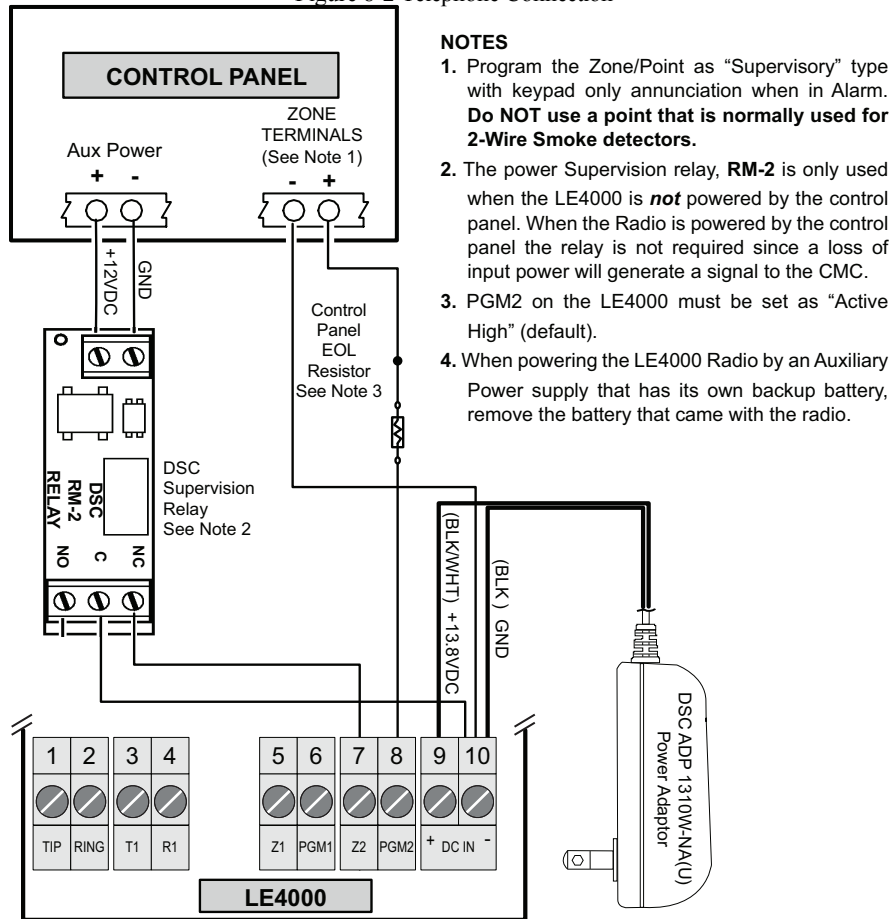 Figure 6-2 Telephone Connection
CONTROL PANEL
Aux Power
+ -
ZONE
TERMINALS
(See Note 1)
- +
+12VDC
GND
Control
Panel
EOL
Resistor
See Note 3
DSC
RM-2
RELAY
NO C NC
DSC
Supervision
Relay
See Note 2
(BLK/WHT) +13.8VDC
(BLK ) GND
DSC ADP 1310W-NA(U)
Power Adaptor
1 2 3 4 5 6 7 8 9 10
TIP RING T1 R1 Z1 PGM1 Z2 PGM2 + DC IN -
LE4000
NOTES
1. Program the Zone/Point as “Supervisory” type
with keypad only annunciation when in Alarm.
Do NOT use a point that is normally used for
2-Wire Smoke detectors.
2. The power Supervision relay, RM-2 is only used
when the LE4000 is not powered by the control
panel. When the Radio is powered by the control
panel the relay is not required since a loss of
input power will generate a signal to the CMC.
3. PGM2 on the LE4000 must be set as “Active
High” (default).
4. When powering the LE4000 Radio by an Auxiliary
Power supply that has its own backup battery,
remove the battery that came with the radio.